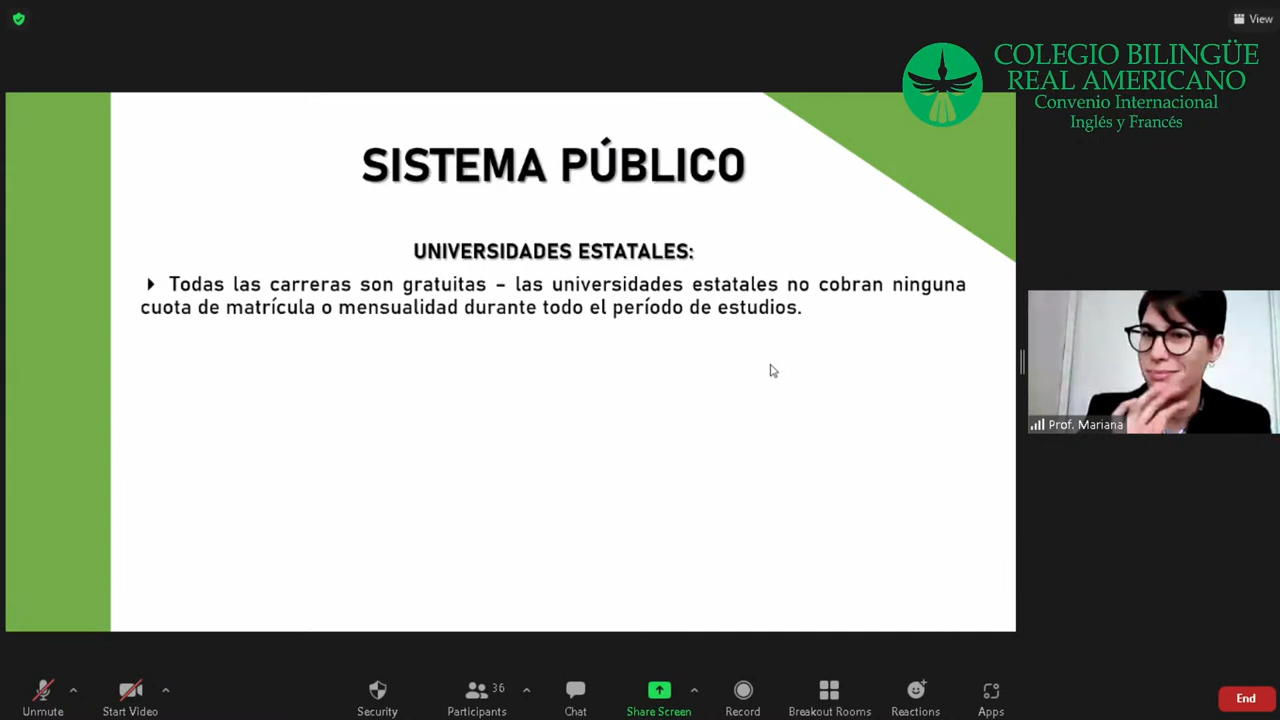 View
COLEGIO BILINGÜE
REAL AMERICANO
Convenio Internacional
Inglés y Francés
SISTEMA PÚBLICO
UNIVERSIDADES ESTATALES:
Todas las carreras son gratuitas – las universidades estatales no cobran ninguna
cuota de matrícula o mensualidad durante todo el período de estudios.
Prof. Mariana
Unmute
Start Video
Security
36
Participants
Chat
Share Screen
Record
Breakout Rooms
Reactions
Apps
End